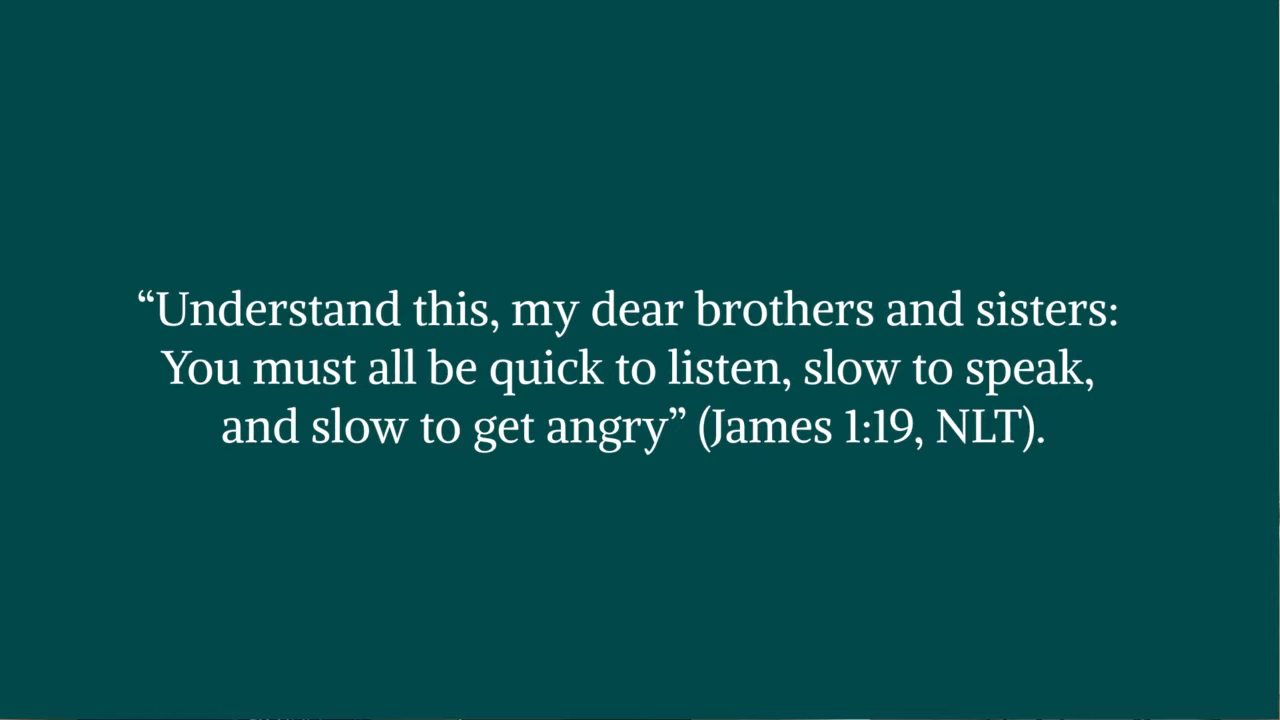 “Understand this, my dear brothers and sisters:
You must all be quick to listen, slow to speak,
and slow to get angry” (James 1:19, NLT).